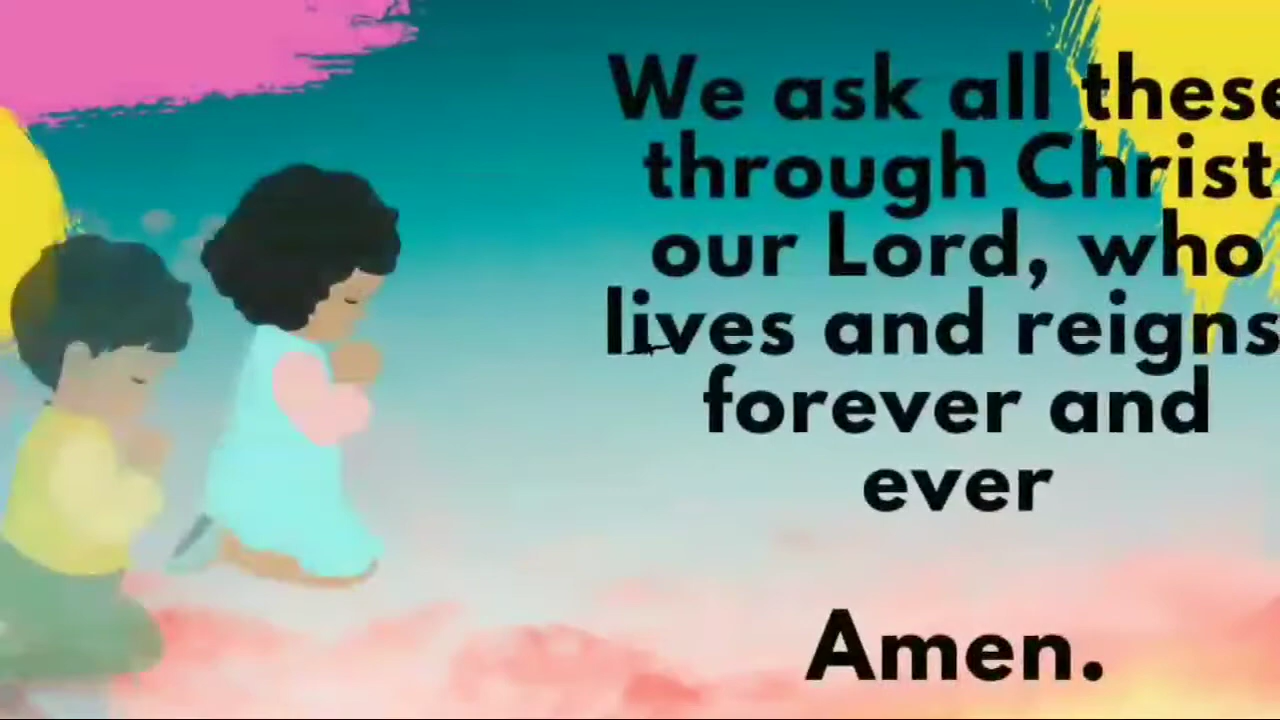 We ask all these
through Christ
our Lord, who
lives and reigns
forever and
ever
Amen.